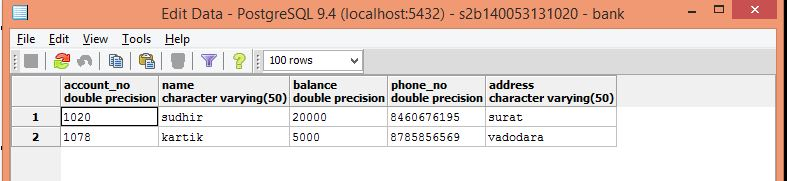 Edit Data - PostgreSQL 9.4 (localhost:5432) - s2b140053131020 - bank
File Edit View Tools Help
100 rows
account_no name balance phone_no address
double precision character varying(50) double precision double precision character varying(50)
1 1020 sudhir 20000 8460676195 surat
2 1078 kartik 5000 8785856569 vadodara